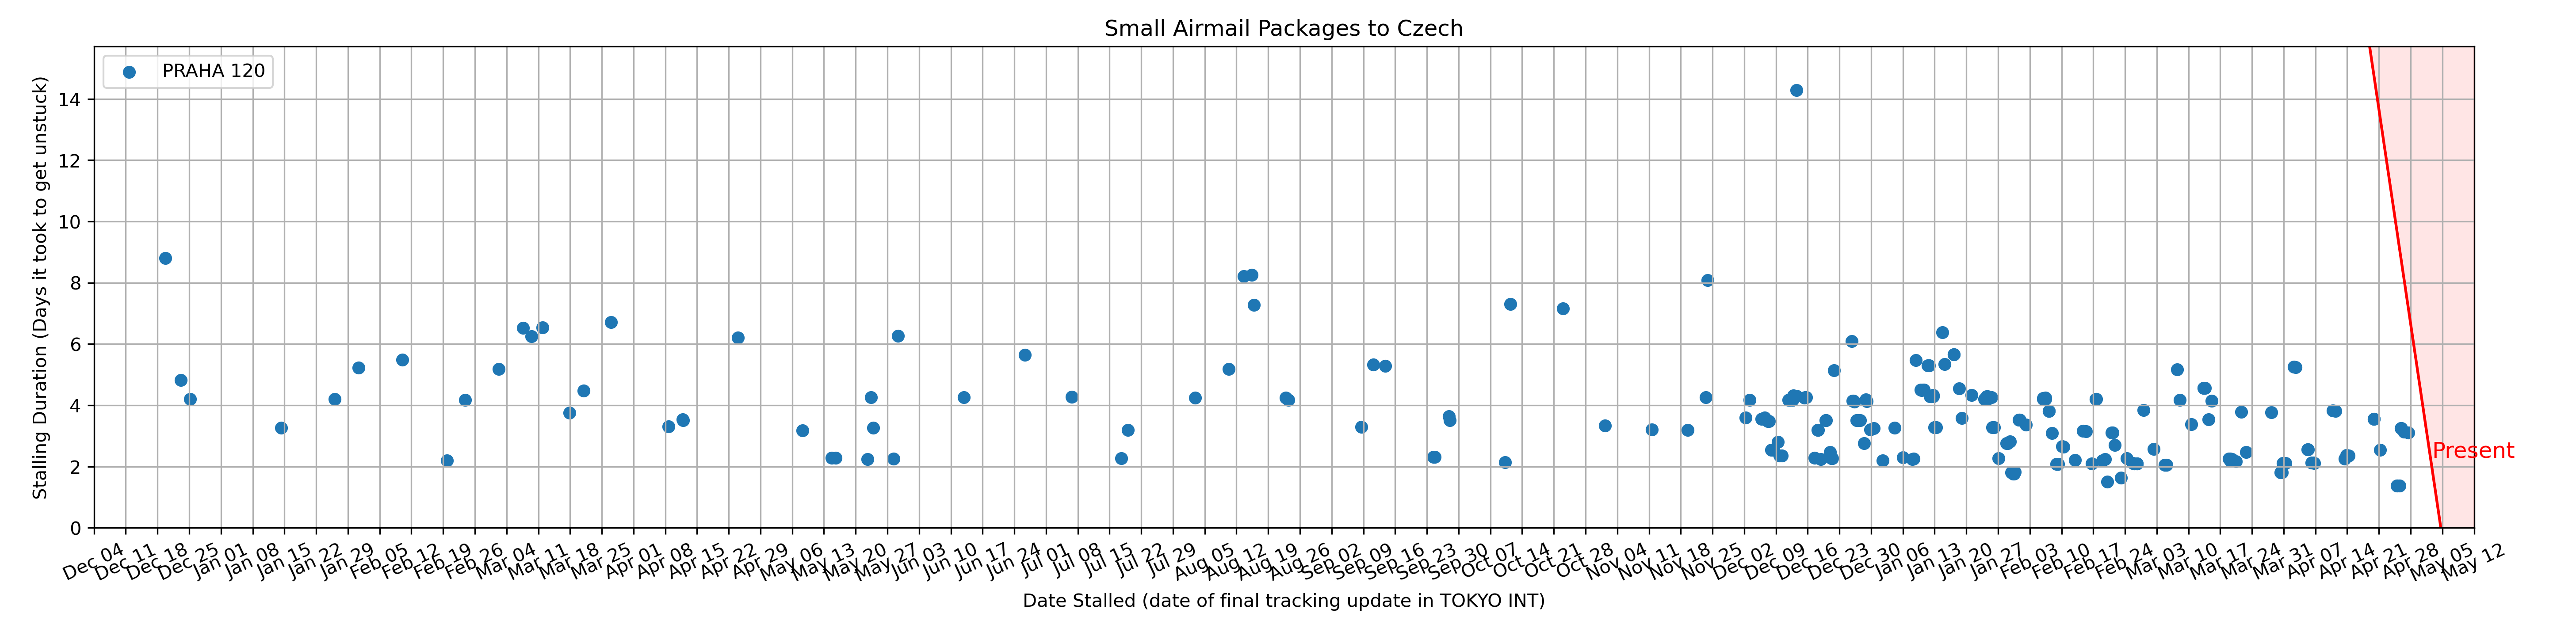 Small Airmail Packages to Czech
PRAHA 120
Stalling Duration (Days it took to get unstuck)
14
12
10
8
6
4
2
0
Present
Dec 04
Dec 11
Dec 18
Dec 25
Jan 01
Jan 08
Jan 15
Jan 22
Jan 29
Feb 05
Feb 12
Feb 19
Feb 26
Mar 04
Mar 11
Mar 18
Mar 25
Apr 01
Apr 08
Apr 15
Apr 22
Apr 29
May 06
May 13
May 20
May 27
Jun 03
Jun 10
Jun 17
Jun 24
Jul 01
Jul 08
Jul 15
Jul 22
Jul 29
Aug 05
Aug 12
Aug 19
Aug 26
Sep 02
Sep 09
Sep 16
Sep 23
Sep 30
Oct 07
Oct 14
Oct 21
Oct 28
Nov 04
Nov 11
Nov 18
Nov 25
Dec 02
Dec 09
Dec 16
Dec 23
Dec 30
Jan 06
Jan 13
Jan 20
Jan 27
Feb 03
Feb 10
Feb 17
Feb 24
Mar 03
Mar 10
Mar 17
Mar 24
Mar 31
Apr 07
Apr 14
Apr 21
Apr 28
May 05
May 12
Date Stalled (date of final tracking update in TOKYO INT)